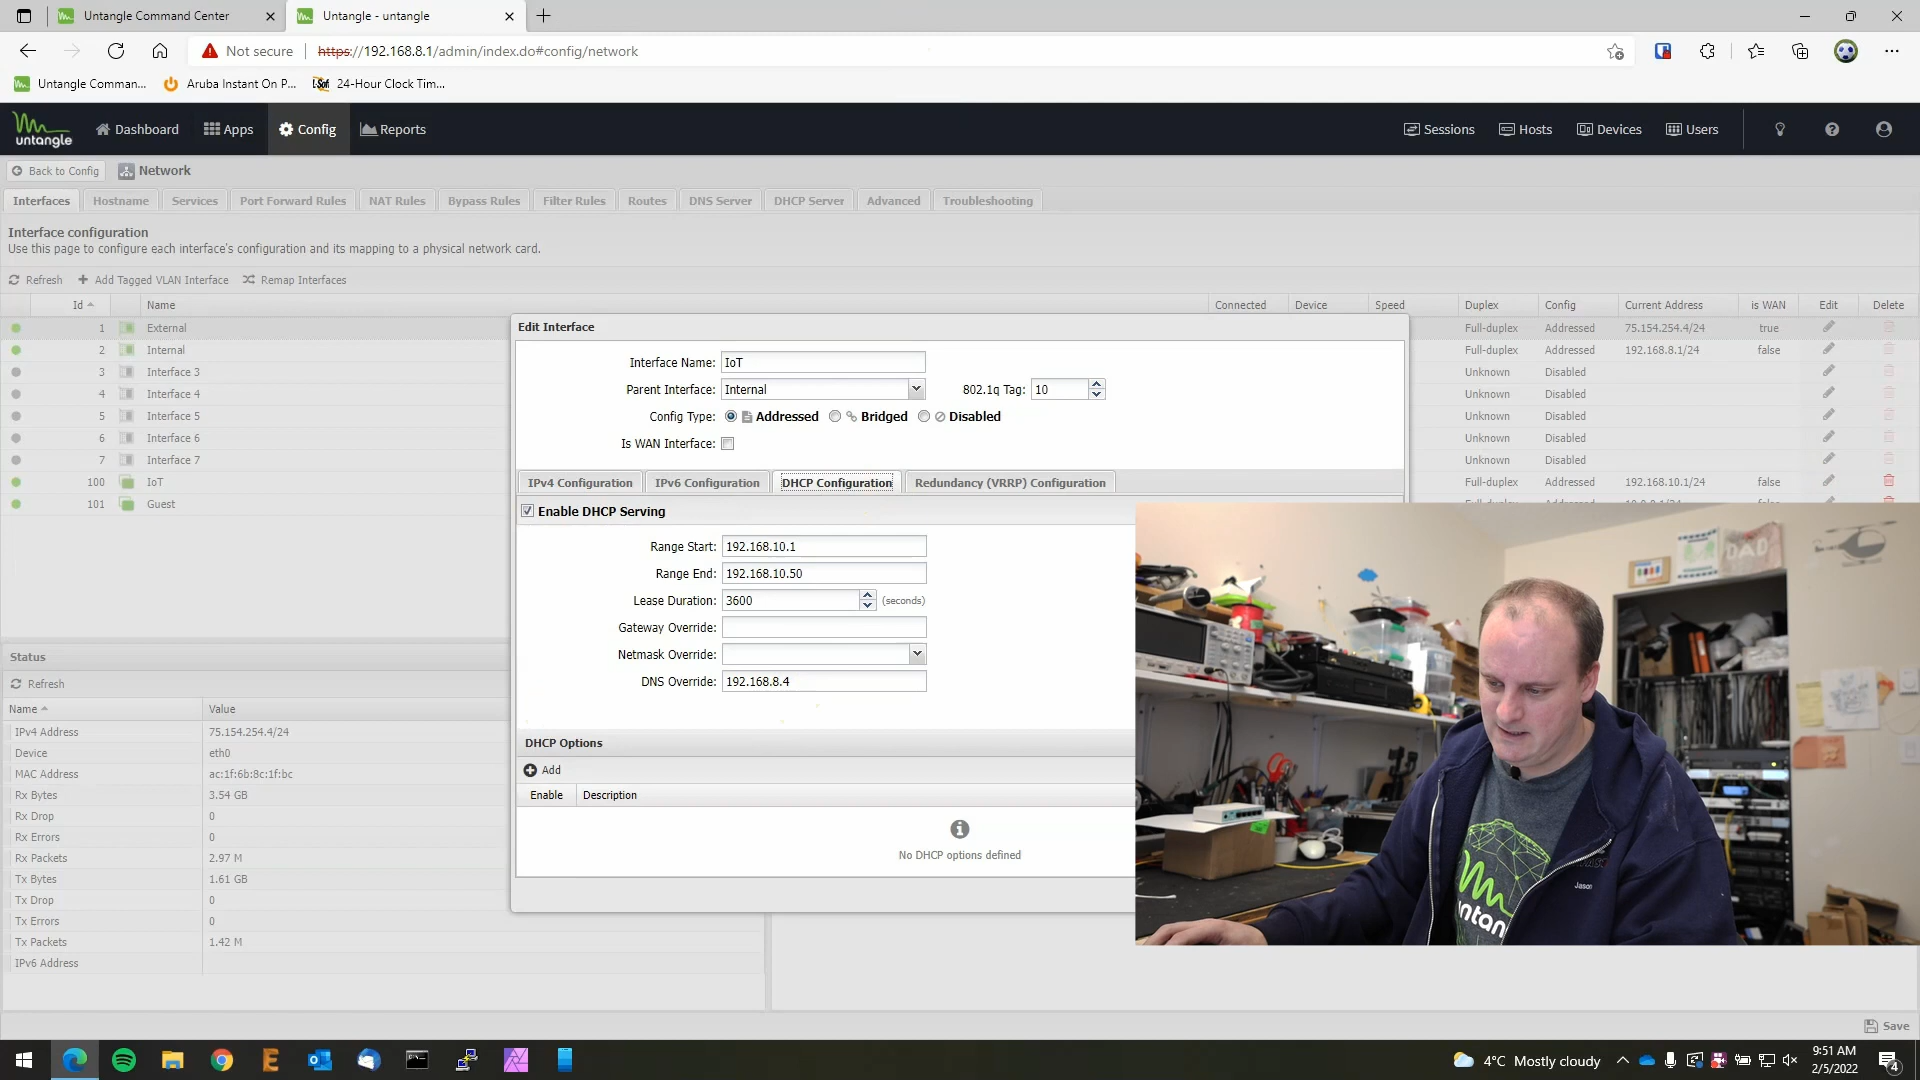 Untangle Command Center
Untangle - untangle
Not secure
https://192.168.8.1/admin/index.do#config/network
Untangle Comman...
Aruba Instant On P...
24-Hour Clock Tim...
untangle
Dashboard
Apps
Config
Reports
Sessions
Hosts
Devices
Users
Back to Config
Network
Interfaces
Hostname
Services
Port Forward Rules
NAT Rules
Bypass Rules
Filter Rules
Routes
DNS Server
DHCP Server
Advanced
Troubleshooting
Interface configuration
Use this page to configure each interface's configuration and its mapping to a physical network card.
Refresh
Add Tagged VLAN Interface
Remap Interfaces
Id Name Connected Device Speed Duplex Config Current Address is WAN Edit Delete
1 External Full-duplex Addressed 75.154.254.4/24 true
2 Internal Full-duplex Addressed 192.168.8.1/24 false
3 Interface 3 Unknown Disabled
4 Interface 4 Unknown Disabled
5 Interface 5 Unknown Disabled
6 Interface 6 Unknown Disabled
7 Interface 7 Unknown Disabled
100 IoT Full-duplex Addressed 192.168.10.1/24 false
101 Guest
Edit Interface
Interface Name: IoT
Parent Interface: Internal 802.1q Tag: 10
Config Type: Addressed Bridged Disabled
Is WAN Interface:
IPv4 Configuration
IPv6 Configuration
DHCP Configuration
Redundancy (VRRP) Configuration
Enable DHCP Serving
Range Start: 192.168.10.1
Range End: 192.168.10.50
Lease Duration: 3600 (seconds)
Gateway Override:
Netmask Override:
DNS Override: 192.168.8.4
DHCP Options
Add
Enable Description
No DHCP options defined
Status
Refresh
Name Value
IPv4 Address 75.154.254.4/24
Device eth0
MAC Address ac:1f:6b:8c:1f:bc
Rx Bytes 3.54 GB
Rx Drop 0
Rx Errors 0
Rx Packets 2.97 M
Tx Bytes 1.61 GB
Tx Drop 0
Tx Errors 0
Tx Packets 1.42 M
IPv6 Address
DAD
Jason
untan
Save
4°C Mostly cloudy
9:51 AM
2/5/2022
4